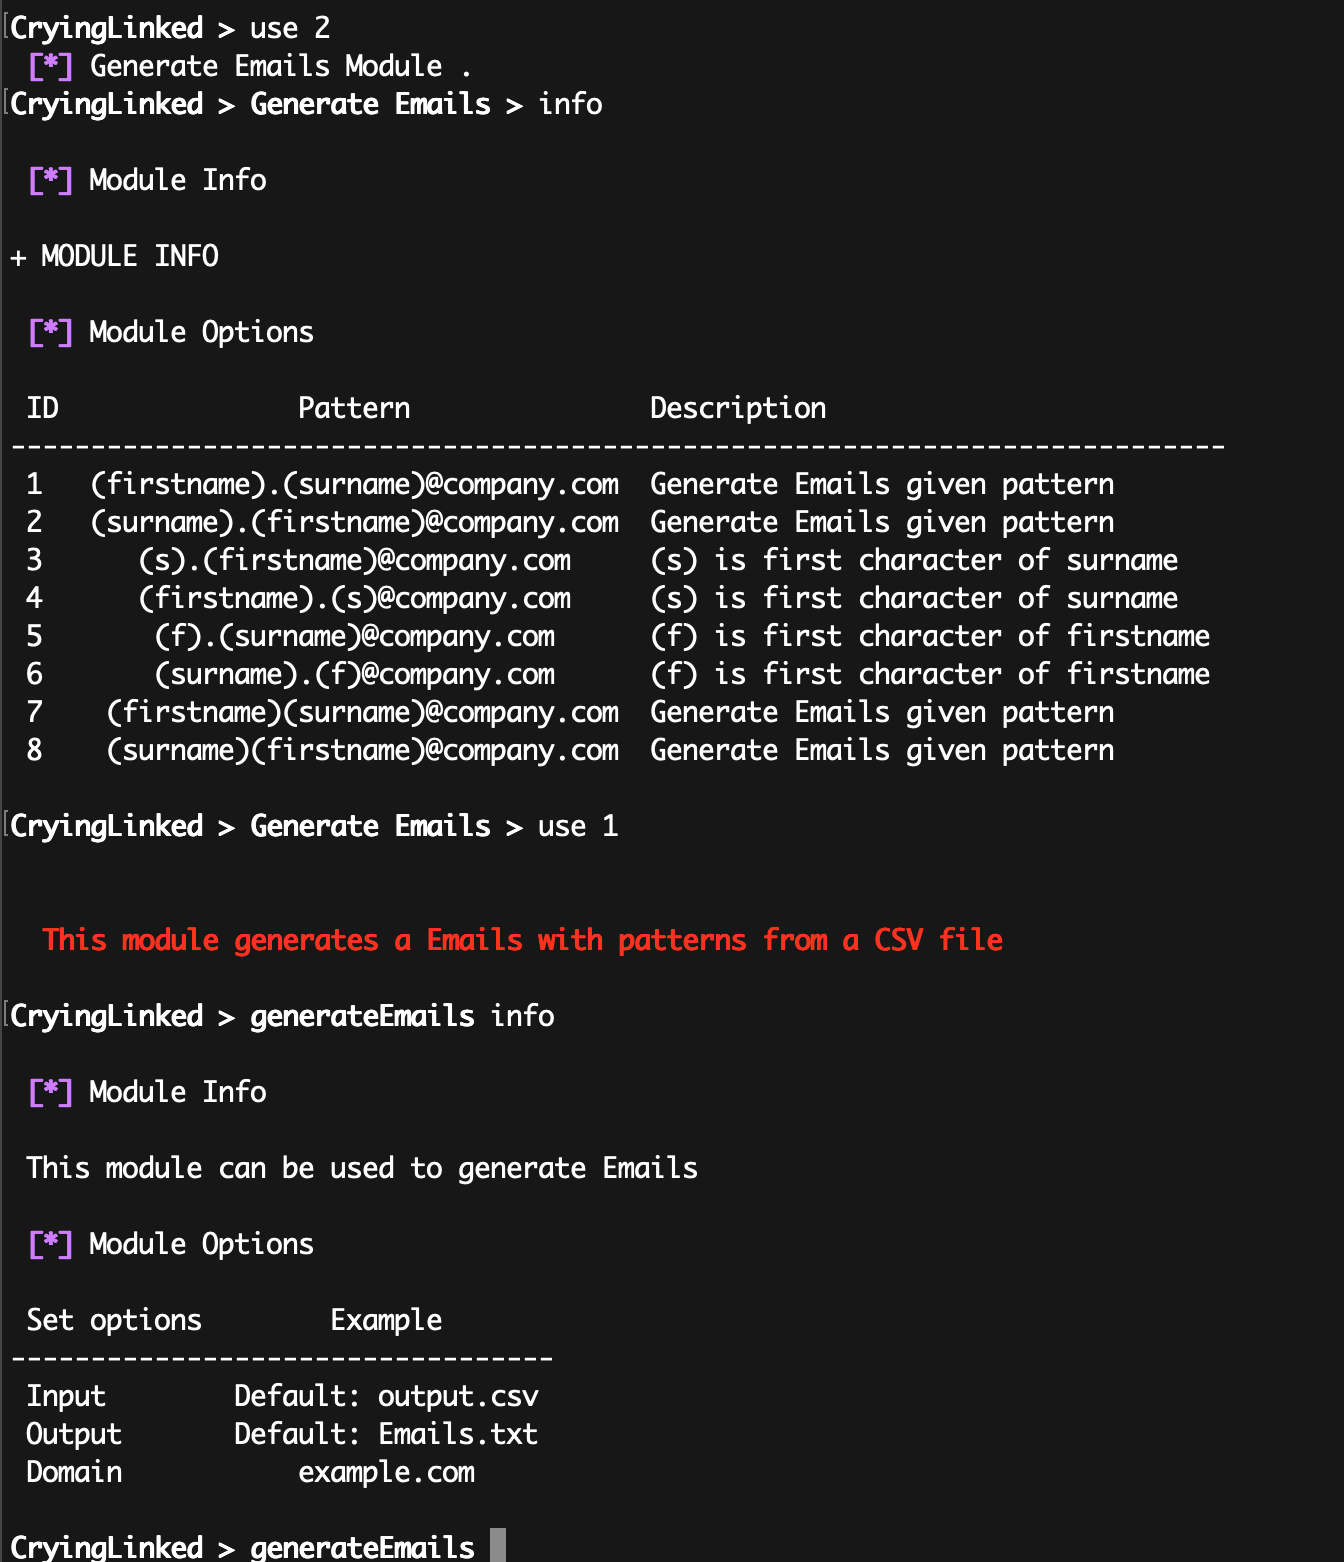 CryingLinked > use 2
[*] Generate Emails Module .
CryingLinked > Generate Emails > info
[*] Module Info
+ MODULE INFO
[*] Module Options
ID Pattern Description
----------------------------------------------------------------------------
1 (firstname).(surname)@company.com Generate Emails given pattern
2 (surname).(firstname)@company.com Generate Emails given pattern
3 (s).(firstname)@company.com (s) is first character of surname
4 (firstname).(s)@company.com (s) is first character of surname
5 (f).(surname)@company.com (f) is first character of firstname
6 (surname).(f)@company.com (f) is first character of firstname
7 (firstname)(surname)@company.com Generate Emails given pattern
8 (surname)(firstname)@company.com Generate Emails given pattern
CryingLinked > Generate Emails > use 1
This module generates a Emails with patterns from a CSV file
CryingLinked > generateEmails info
[*] Module Info
This module can be used to generate Emails
[*] Module Options
Set options Example
----------------------------------
Input Default: output.csv
Output Default: Emails.txt
Domain example.com
CryingLinked > generateEmails